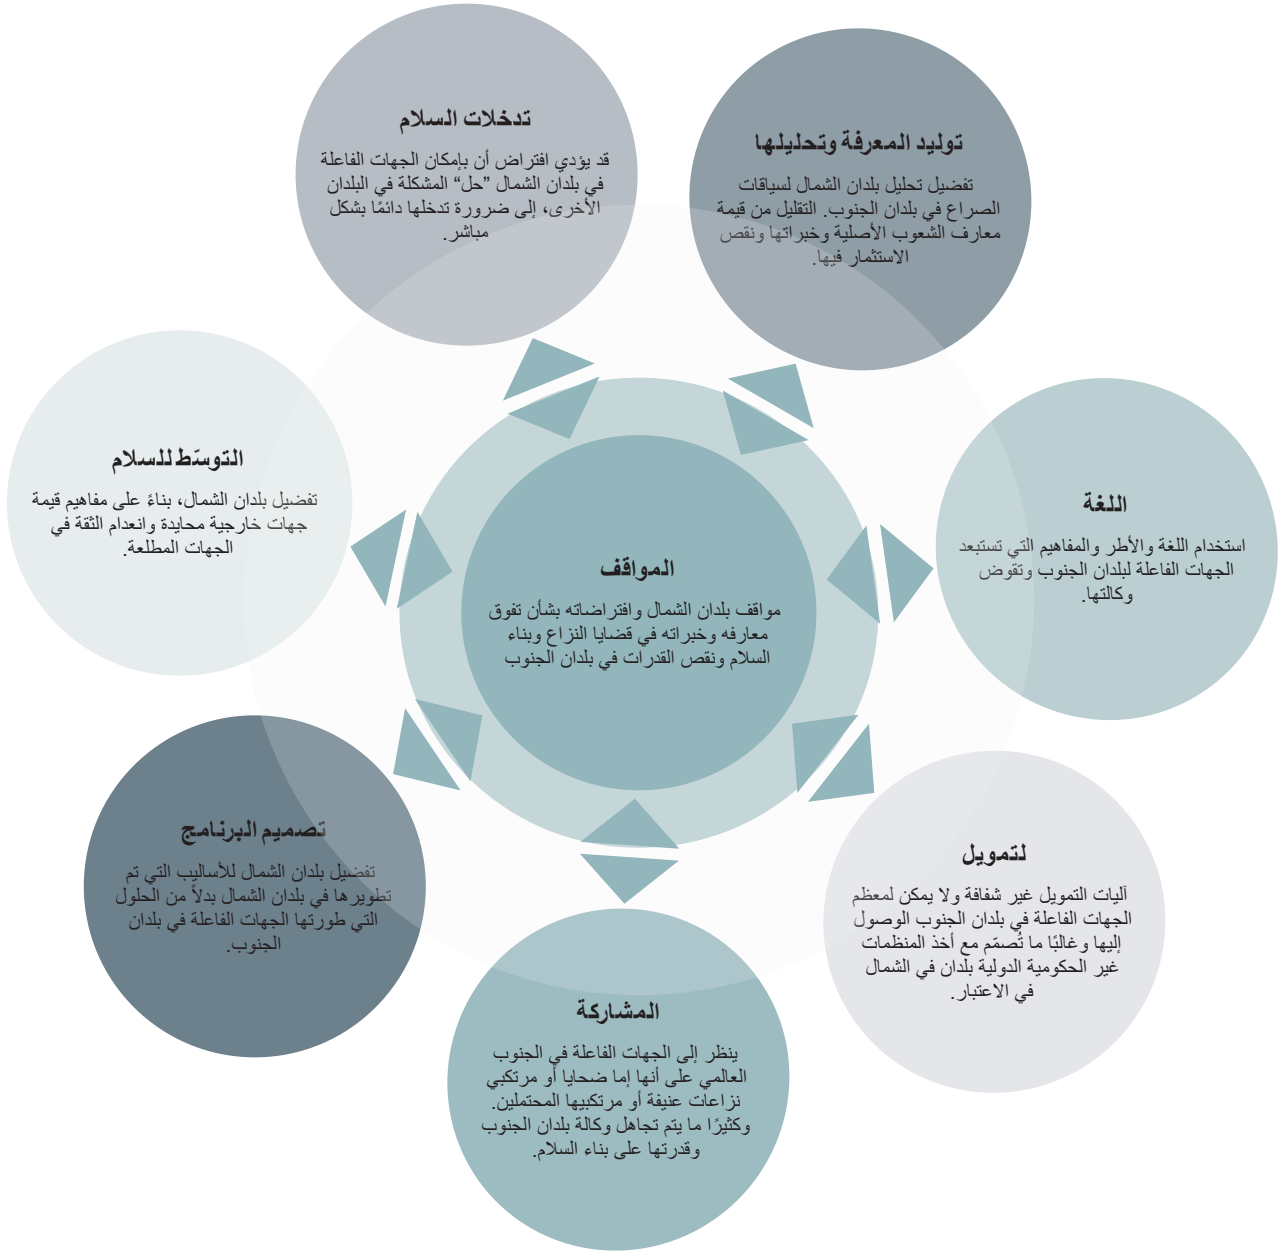 تدخلات السلام
قد يؤدي افتراض أن بإمكان الجهات الفاعلة
في بلدان الشمال "حل" المشكلة في البلدان
الأخرى، إلى ضرورة تدخلها دائمًا بشكل
مباشر.
توليد المعرفة وتحليلها
تفضيل تحليل بلدان الشمال لسياقات
الصراع في بلدان الجنوب. التقليل من قيمة
معارف الشعوب الأصلية وخبراتها ونقص
الاستثمار فيها.
اللغة
استخدام اللغة والأطر والمفاهيم التي تستبعد
الجهات الفاعلة لبلدان الجنوب وتقوض
وكالتها.
لتمويل
آليات التمويل غير شفافة ولا يمكن لمعظم
الجهات الفاعلة في بلدان الجنوب الوصول
إليها وغالبًا ما تُصمّم مع أخذ المنظمات
غير الحكومية الدولية بلدان في الشمال
في الاعتبار.
المشاركة
ينظر إلى الجهات الفاعلة في الجنوب
العالمي على أنها إما ضحايا أو مرتكبي
نزاعات عنيفة أو مرتكبيها المحتملين.
وكثيرًا ما يتم تجاهل وكالة بلدان الجنوب
وقدرتها على بناء السلام.
تصميم البرنامج
تفضيل بلدان الشمال للأساليب التي تم
تطويرها في بلدان الشمال بدلاً من الحلول
التي طورتها الجهات الفاعلة في بلدان
الجنوب.
التوسّط للسلام
تفضيل بلدان الشمال، بناءً على مفاهيم قيمة
جهات خارجية محايدة وانعدام الثقة في
الجهات المطلعة.
المواقف
مواقف بلدان الشمال وافتراضاته بشأن تفوق
معارفه وخبراته في قضايا النزاع وبناء
السلام ونقص القدرات في بلدان الجنوب